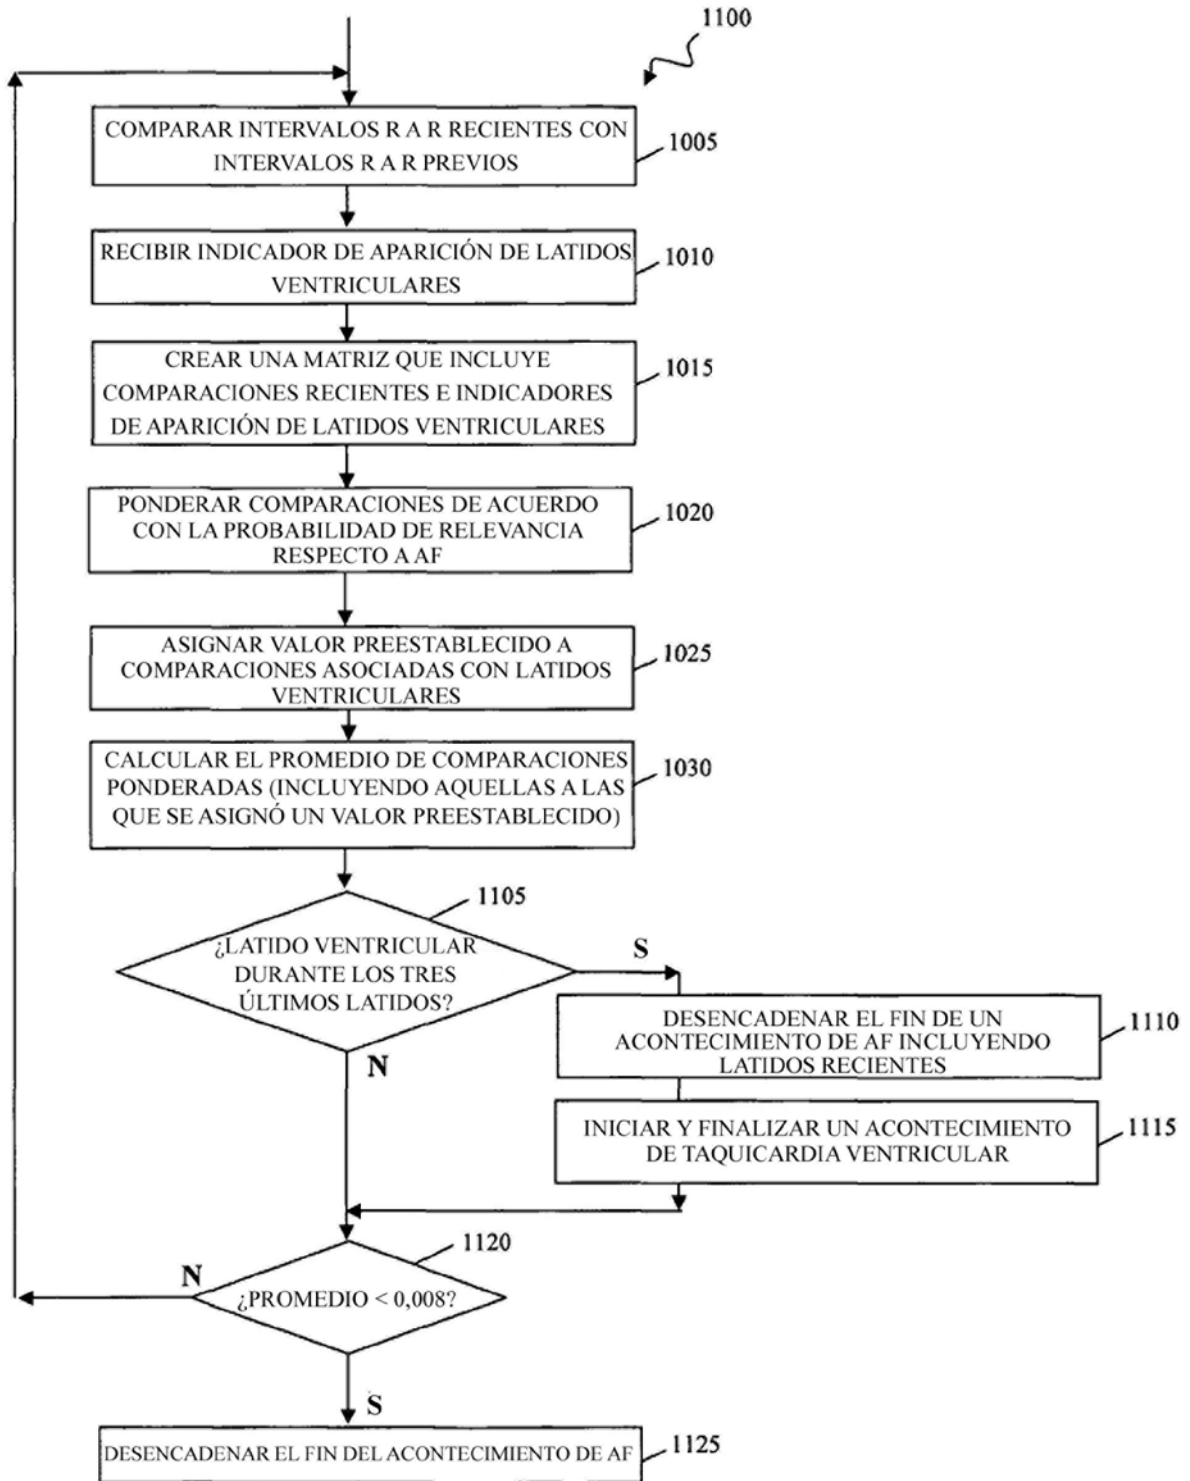 1100
COMPARAR INTERVALOS R A R RECIENTES CON
INTERVALOS R A R PREVIOS
1005
RECIBIR INDICADOR DE APARICIÓN DE LATIDOS
VENTRICULARES
1010
CREAR UNA MATRIZ QUE INCLUYE
COMPARACIONES RECIENTES E INDICADORES
DE APARICIÓN DE LATIDOS VENTRICULARES
1015
PONDERAR COMPARACIONES DE ACUERDO
CON LA PROBABILIDAD DE RELEVANCIA
RESPECTO A AF
1020
ASIGNAR VALOR PREESTABLECIDO A
COMPARACIONES ASOCIADAS CON LATIDOS
VENTRICULARES
1025
CALCULAR EL PROMEDIO DE COMPARACIONES
PONDERADAS (INCLUYENDO AQUELLAS A LAS
QUE SE ASIGNÓ UN VALOR PREESTABLECIDO)
1030
1105
¿LATIDO VENTRICULAR
DURANTE LOS TRES
ÚLTIMOS LATIDOS?
S
N
DESENCADENAR EL FIN DE UN
ACONTECIMIENTO DE AF INCLUYENDO
LATIDOS RECIENTES
1110
INICIAR Y FINALIZAR UN ACONTECIMIENTO
DE TAQUICARDIA VENTRICULAR
1115
1120
N
¿PROMEDIO < 0,008?
S
DESENCADENAR EL FIN DEL ACONTECIMIENTO DE AF
1125